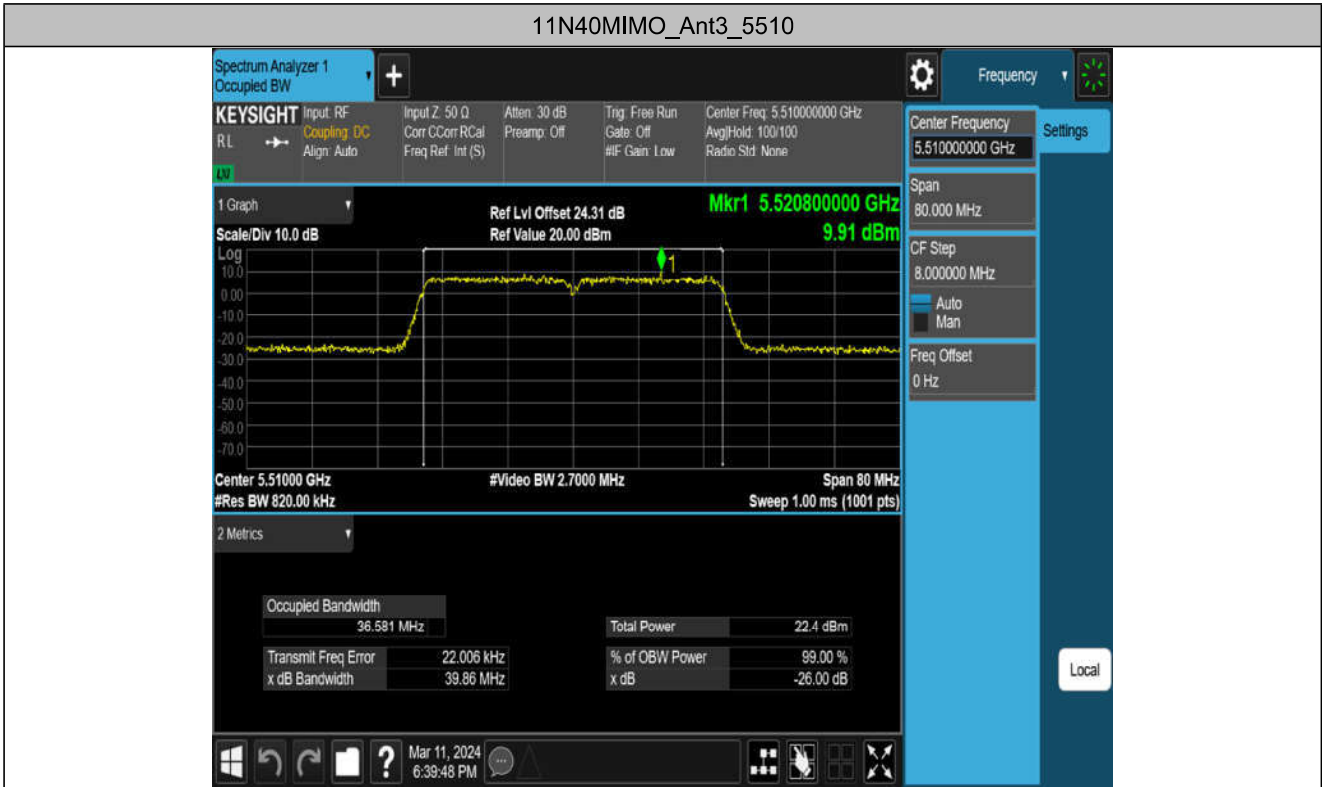 11N40MIMO_Ant3_5510
Spectrum Analyzer 1
Occupied BW
Frequency
KEYSIGHT
RL
LXI
Input: RF
Coupling: DC
Align: Auto
Input Z: 50 Ω
Corr CCorr RCal
Freq Ref: Int (S)
Atten: 30 dB
Preamp: Off
Trig: Free Run
Gate: Off
#IF Gain: Low
Center Freq: 5.510000000 GHz
Avg|Hold: 100/100
Radio Std: None
Center Frequency
5.510000000 GHz
Settings
Span
80.000 MHz
CF Step
8.000000 MHz
Auto
Man
Freq Offset
0 Hz
Local
1 Graph
Scale/Div 10.0 dB
Ref Lvl Offset 24.31 dB
Ref Value 20.00 dBm
Mkr1 5.520800000 GHz
9.91 dBm
Log
10.0
0.00
-10.0
-20.0
-30.0
-40.0
-50.0
-60.0
-70.0
1
Center 5.51000 GHz
#Res BW 820.00 kHz
#Video BW 2.7000 MHz
Span 80 MHz
Sweep 1.00 ms (1001 pts)
2 Metrics
Occupied Bandwidth
36.581 MHz
Total Power 22.4 dBm
Transmit Freq Error 22.006 kHz
% of OBW Power 99.00 %
x dB Bandwidth 39.86 MHz
x dB -26.00 dB
?
Mar 11, 2024
6:39:48 PM